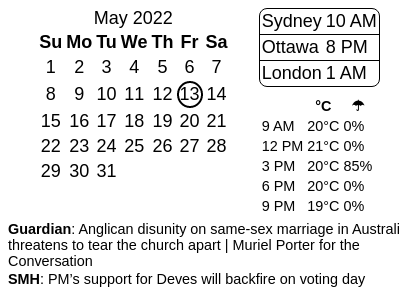 May 2022
Su Mo Tu We Th Fr Sa
1 2 3 4 5 6 7
8 9 10 11 12 13 14
15 16 17 18 19 20 21
22 23 24 25 26 27 28
29 30 31
Sydney 10 AM
Ottawa 8 PM
London 1 AM
°C ☂
9 AM 20°C 0%
12 PM 21°C 0%
3 PM 20°C 85%
6 PM 20°C 0%
9 PM 19°C 0%
Guardian: Anglican disunity on same-sex marriage in Australi
threatens to tear the church apart | Muriel Porter for the
Conversation
SMH: PM's support for Deves will backfire on voting day